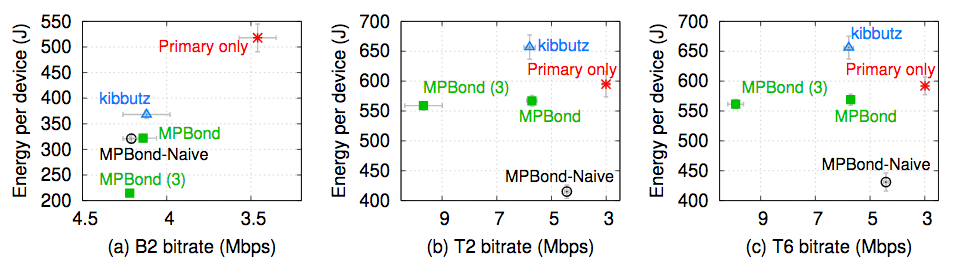 Energy per device (J)
550
500
450
400
350
300
250
200
Primary only
kibbutz
MPBond
MPBond-Naive
MPBond (3)
4.5
4
3.5
(a) B2 bitrate (Mbps)
Energy per device (J)
700
650
600
550
500
450
400
kibbutz
Primary only
MPBond (3)
MPBond
MPBond-Naive
9
7
5
3
(b) T2 bitrate (Mbps)
Energy per device (J)
700
650
600
550
500
450
400
kibbutz
Primary only
MPBond (3)
MPBond
MPBond-Naive
9
7
5
3
(c) T6 bitrate (Mbps)